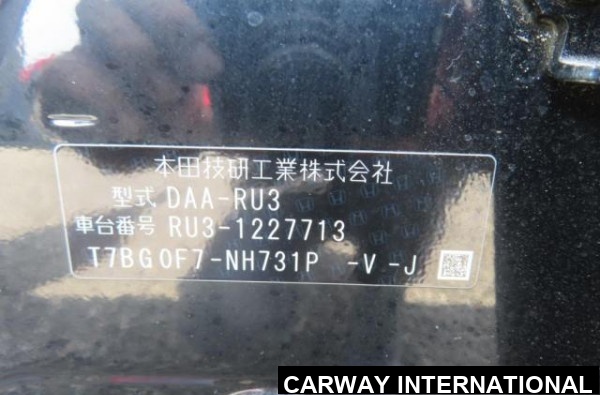 本田技研工業株式会社
型式 DAA-RU3
車台番号 RU3-1227713
T7BG0F7-NH731P -V-J
CARWAY INTERNATIONAL